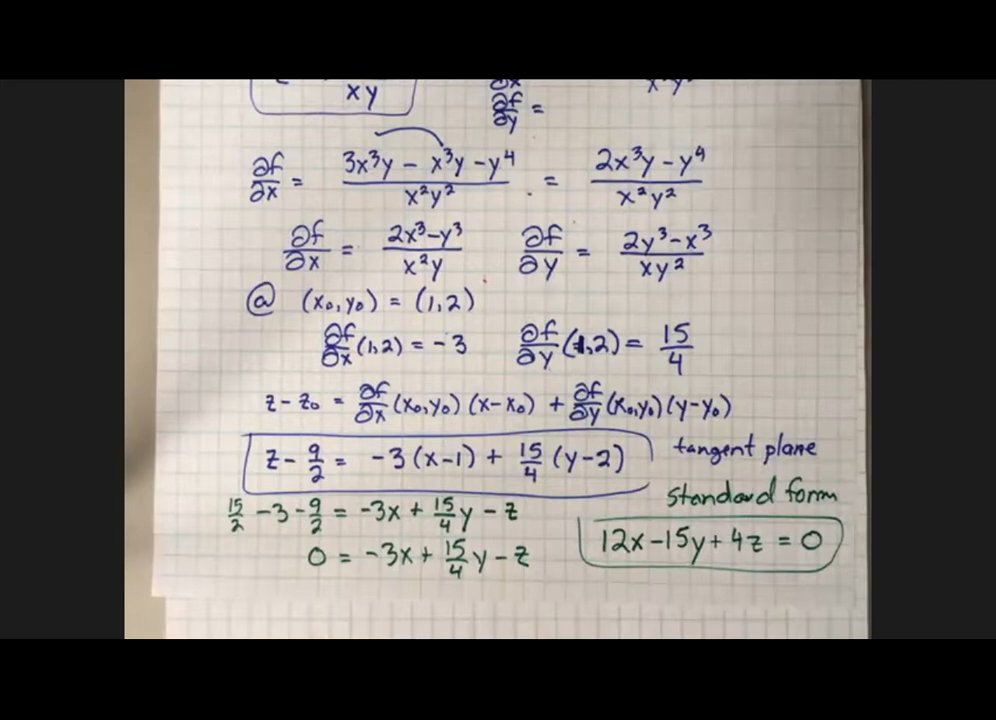 xy
∂f/∂y =
∂f/∂x = (3x³y − x³y − y⁴)/(x²y²) = (2x³y − y⁴)/(x²y²)
∂f/∂x = (2x³−y³)/(x²y) ∂f/∂y = (2y³−x³)/(xy²)
@ (x₀,y₀) = (1,2)
∂f/∂x (1,2) = −3 ∂f/∂y (1,2) = 15/4
z − z₀ = ∂f/∂x (x₀,y₀)(x−x₀) + ∂f/∂y (x₀,y₀)(y−y₀)
z − 9/2 = −3(x−1) + 15/4 (y−2) tangent plane
standard form
15/2 −3 −9/2 = −3x + 15/4 y − z
12x−15y+4z = 0
0 = −3x + 15/4 y − z